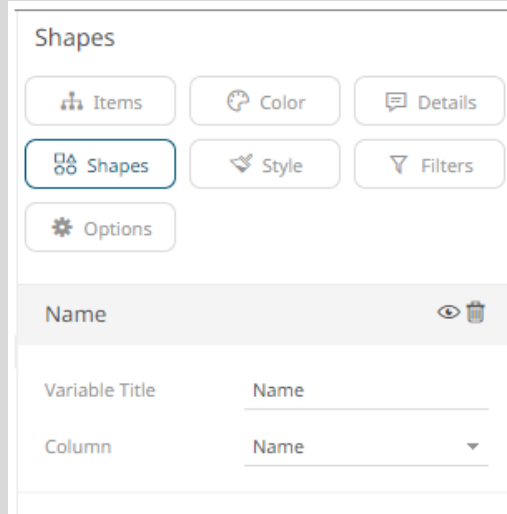 Shapes
Items Color Details
Shapes Style Filters
Options
Name
Variable Title Name
Column Name